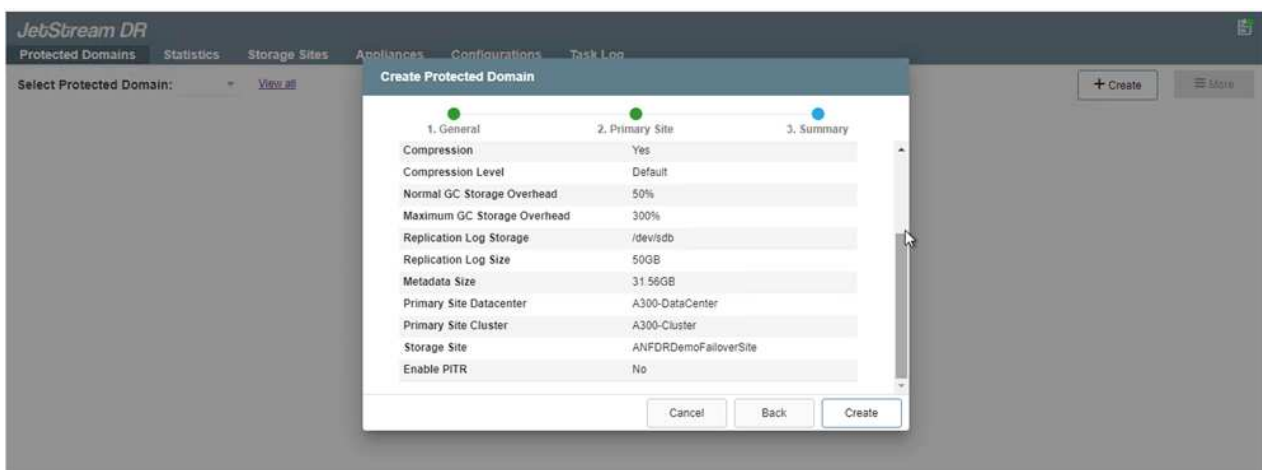 JetStream DR
Protected Domains Statistics Storage Sites Appliances Configurations Task Log
Select Protected Domain: View all + Create More
Create Protected Domain
1. General 2. Primary Site 3. Summary
Compression Yes
Compression Level Default
Normal GC Storage Overhead 50%
Maximum GC Storage Overhead 300%
Replication Log Storage /dev/sdb
Replication Log Size 50GB
Metadata Size 31.56GB
Primary Site Datacenter A300-DataCenter
Primary Site Cluster A300-Cluster
Storage Site ANFDRDemoFailoverSite
Enable PITR No
Cancel Back Create